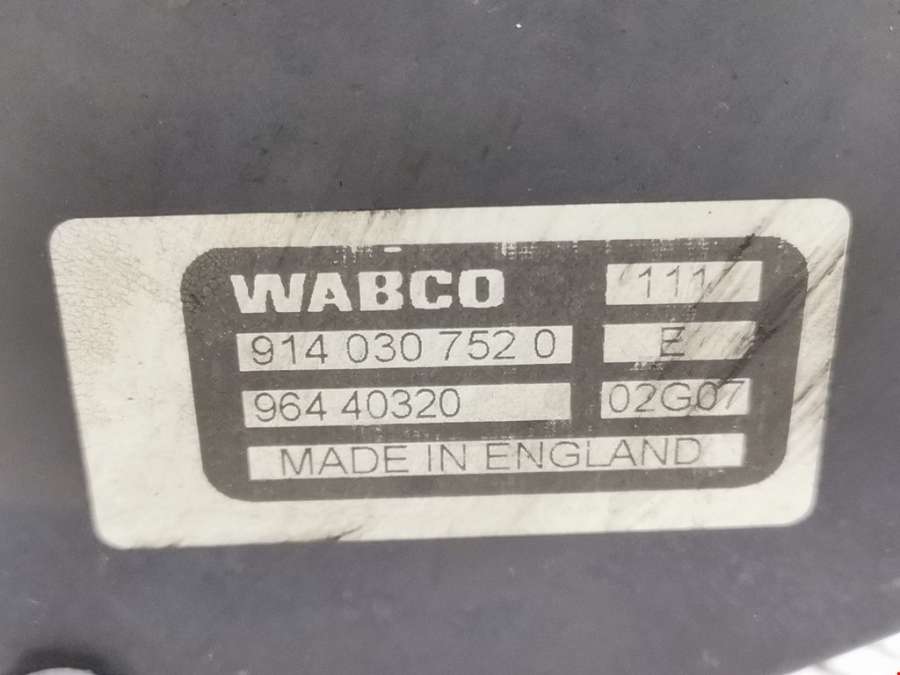 WABCO 111
914 030 752 0 E
964 40320 02G07
MADE IN ENGLAND